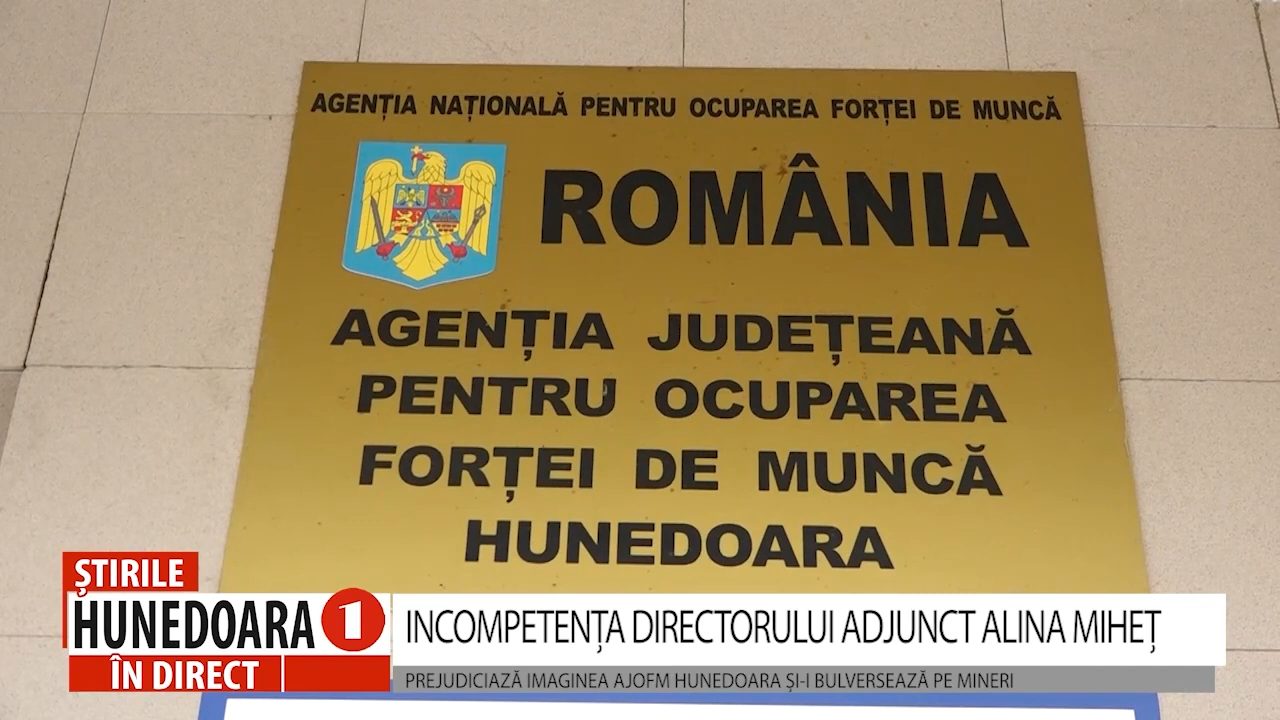 AGENȚIA NAȚIONALĂ PENTRU OCUPAREA FORȚEI DE MUNCĂ
ROMÂNIA
AGENȚIA JUDEȚEANĂ
PENTRU OCUPAREA
FORȚEI DE MUNCĂ
HUNEDOARA
ȘTIRILE
HUNEDOARA 1
ÎN DIRECT
INCOMPETENȚA DIRECTORULUI ADJUNCT ALINA MIHEȚ
PREJUDICIAZĂ IMAGINEA AJOFM HUNEDOARA ȘI-I BULVERSEAZĂ PE MINERI